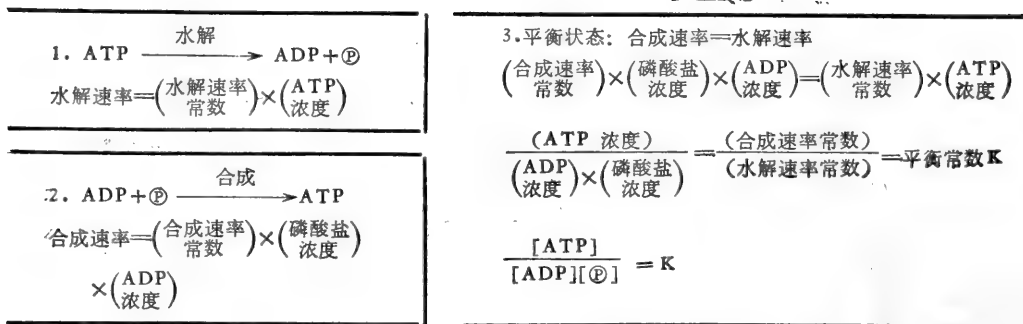 1. ATP 水解 → ADP+Ⓟ
水解速率=(水解速率常数)×(ATP浓度)
2. ADP+Ⓟ 合成 → ATP
合成速率=(合成速率常数)×(磷酸盐浓度)
×(ADP浓度)
3.平衡状态: 合成速率=水解速率
(合成速率常数)×(磷酸盐浓度)×(ADP浓度)=(水解速率常数)×(ATP浓度)
(ATP 浓度)/(ADP浓度)×(磷酸盐浓度)=(合成速率常数)/(水解速率常数)=平衡常数K
[ATP]/[ADP][Ⓟ] = K